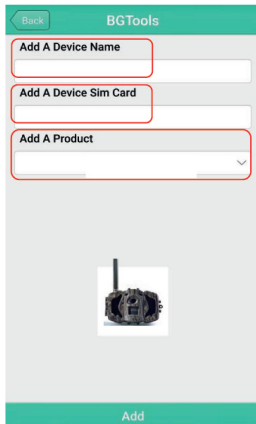 Back
BGTools
Add A Device Name
Add A Device Sim Card
Add A Product
Add